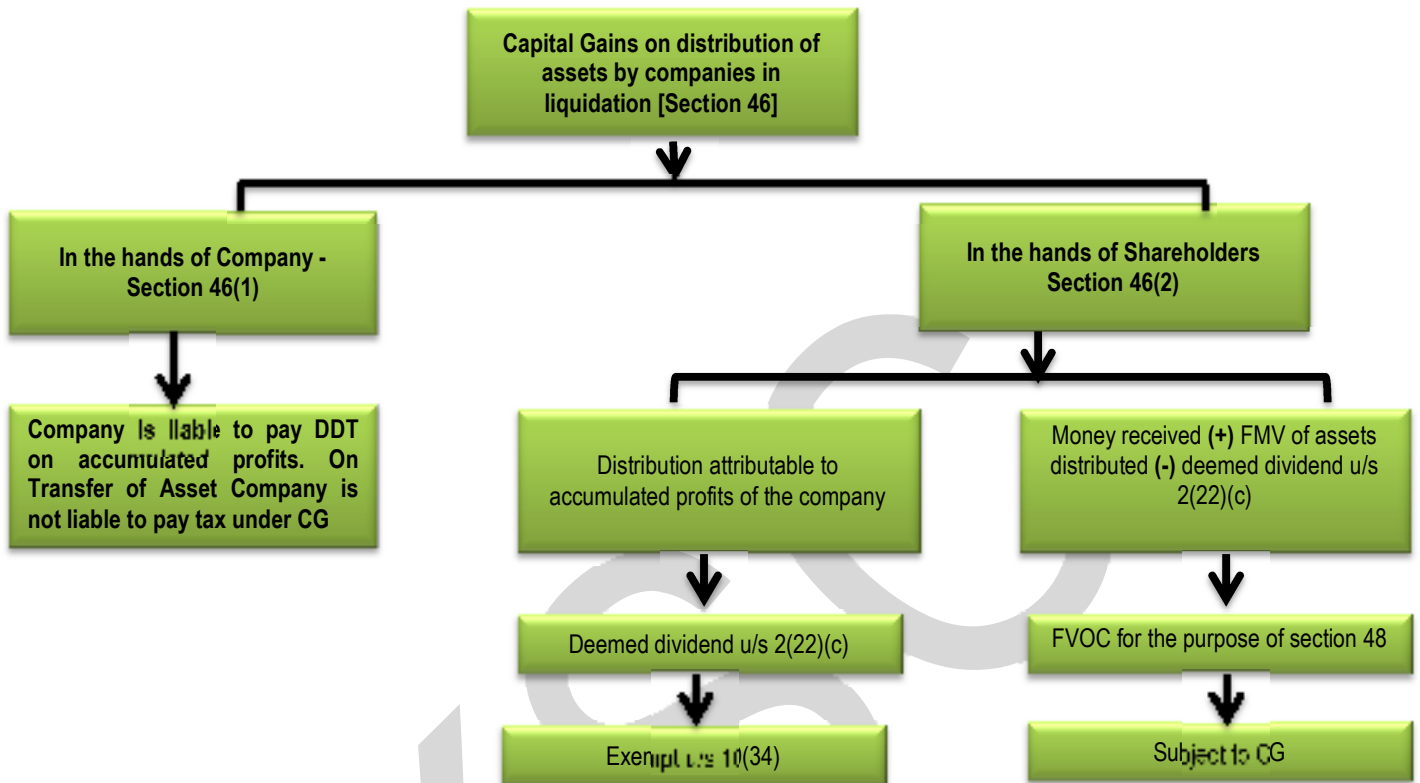 Capital Gains on distribution of
assets by companies in
liquidation [Section 46]
In the hands of Company -
Section 46(1)
In the hands of Shareholders
Section 46(2)
Company is liable to pay DDT
on accumulated profits. On
Transfer of Asset Company is
not liable to pay tax under CG
Distribution attributable to
accumulated profits of the company
Money received (+) FMV of assets
distributed (-) deemed dividend u/s
2(22)(c)
Deemed dividend u/s 2(22)(c)
FVOC for the purpose of section 48
Exempt u/s 10(34)
Subject to CG